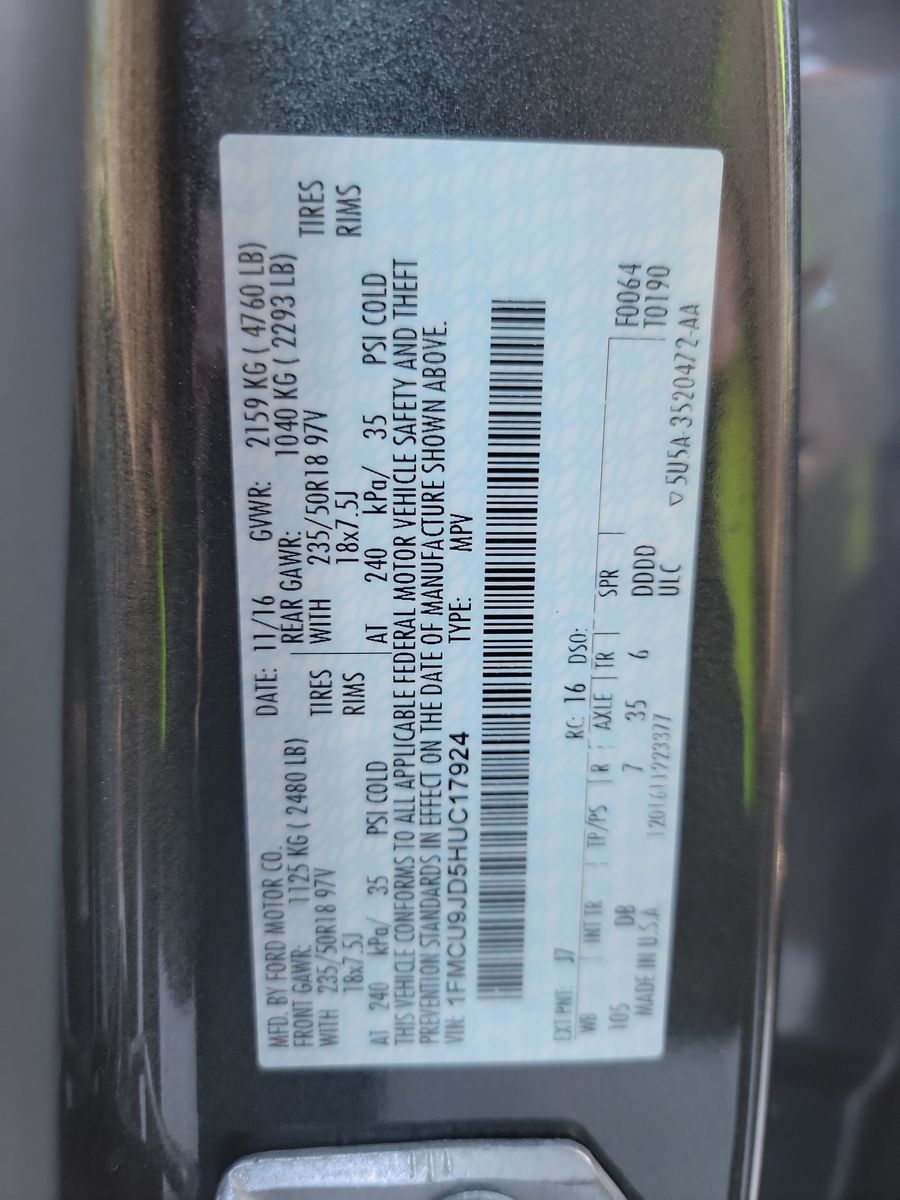 MFD. BY FORD MOTOR CO. DATE: 11/16 GVWR: 2159 KG ( 4760 LB)
FRONT GAWR: 1125 KG ( 2480 LB) REAR GAWR: 1040 KG ( 2293 LB)
WITH 235/50R18 97V TIRES WITH 235/50R18 97V TIRES
18x7.5J RIMS 18x7.5J RIMS
AT 240 kPa/ 35 PSI COLD AT 240 kPa/ 35 PSI COLD
THIS VEHICLE CONFORMS TO ALL APPLICABLE FEDERAL MOTOR VEHICLE SAFETY AND THEFT
PREVENTION STANDARDS IN EFFECT ON THE DATE OF MANUFACTURE SHOWN ABOVE.
VIN: 1FMCU9JD5HUC17924 TYPE: MPV
EXT PNT: J7 RC: 16 DSO:
WB INT TR TP/PS R AXLE TR SPR F0064
105 DB 7 35 6 DDDD T0190
MADE IN U.S.A. 12016111223377 ULC ▽5U5A-3520472-AA